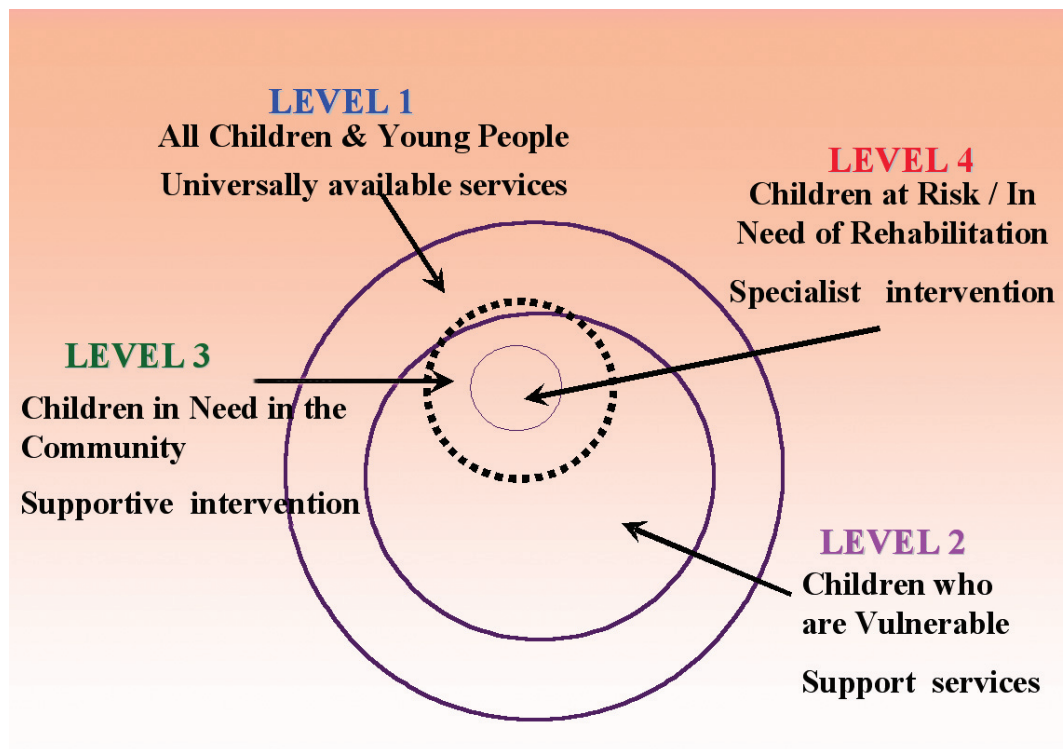 LEVEL 1
All Children & Young People
Universally available services
LEVEL 4
Children at Risk / In
Need of Rehabilitation
Specialist intervention
LEVEL 3
Children in Need in the
Community
Supportive intervention
LEVEL 2
Children who
are Vulnerable
Support services